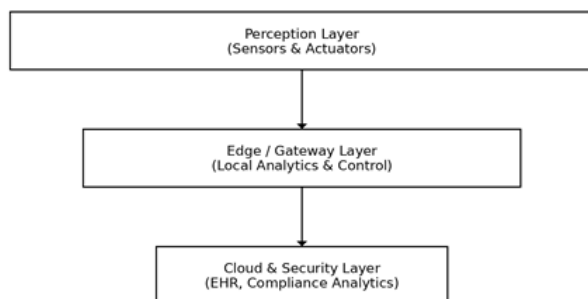 Perception Layer
(Sensors & Actuators)
Edge / Gateway Layer
(Local Analytics & Control)
Cloud & Security Layer
(EHR, Compliance Analytics)